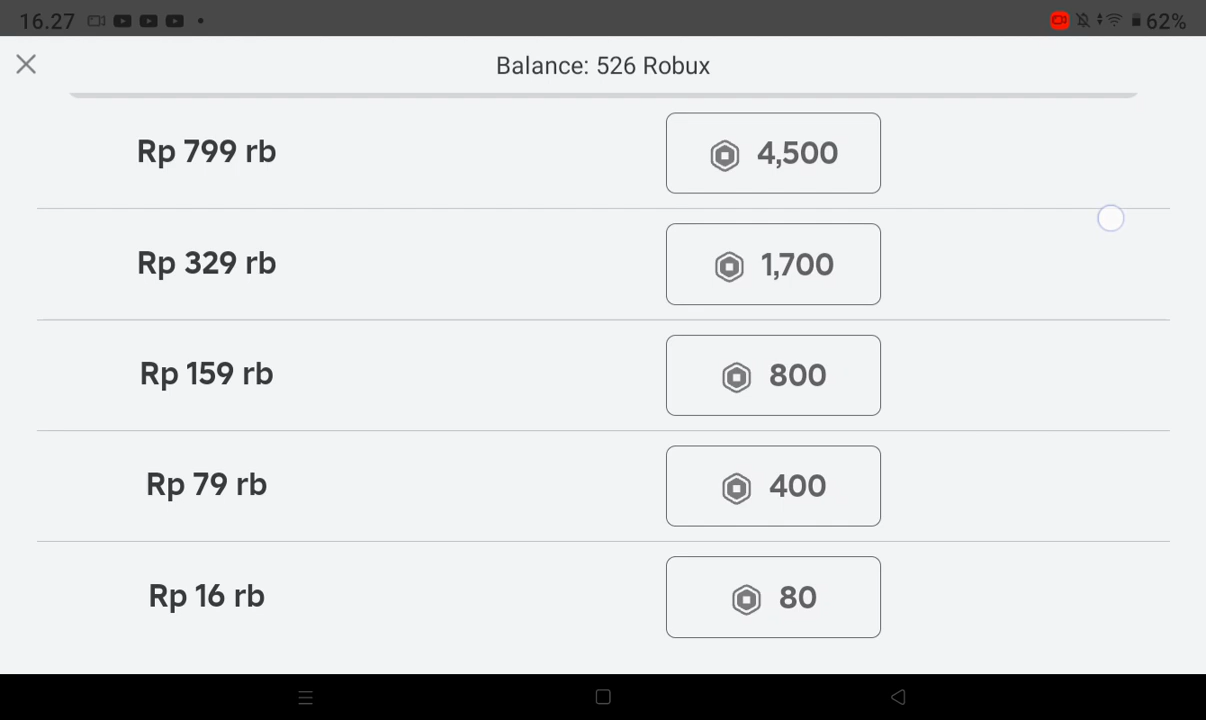 16.27
62%
Balance: 526 Robux
Rp 799 rb 4,500
Rp 329 rb 1,700
Rp 159 rb 800
Rp 79 rb 400
Rp 16 rb 80